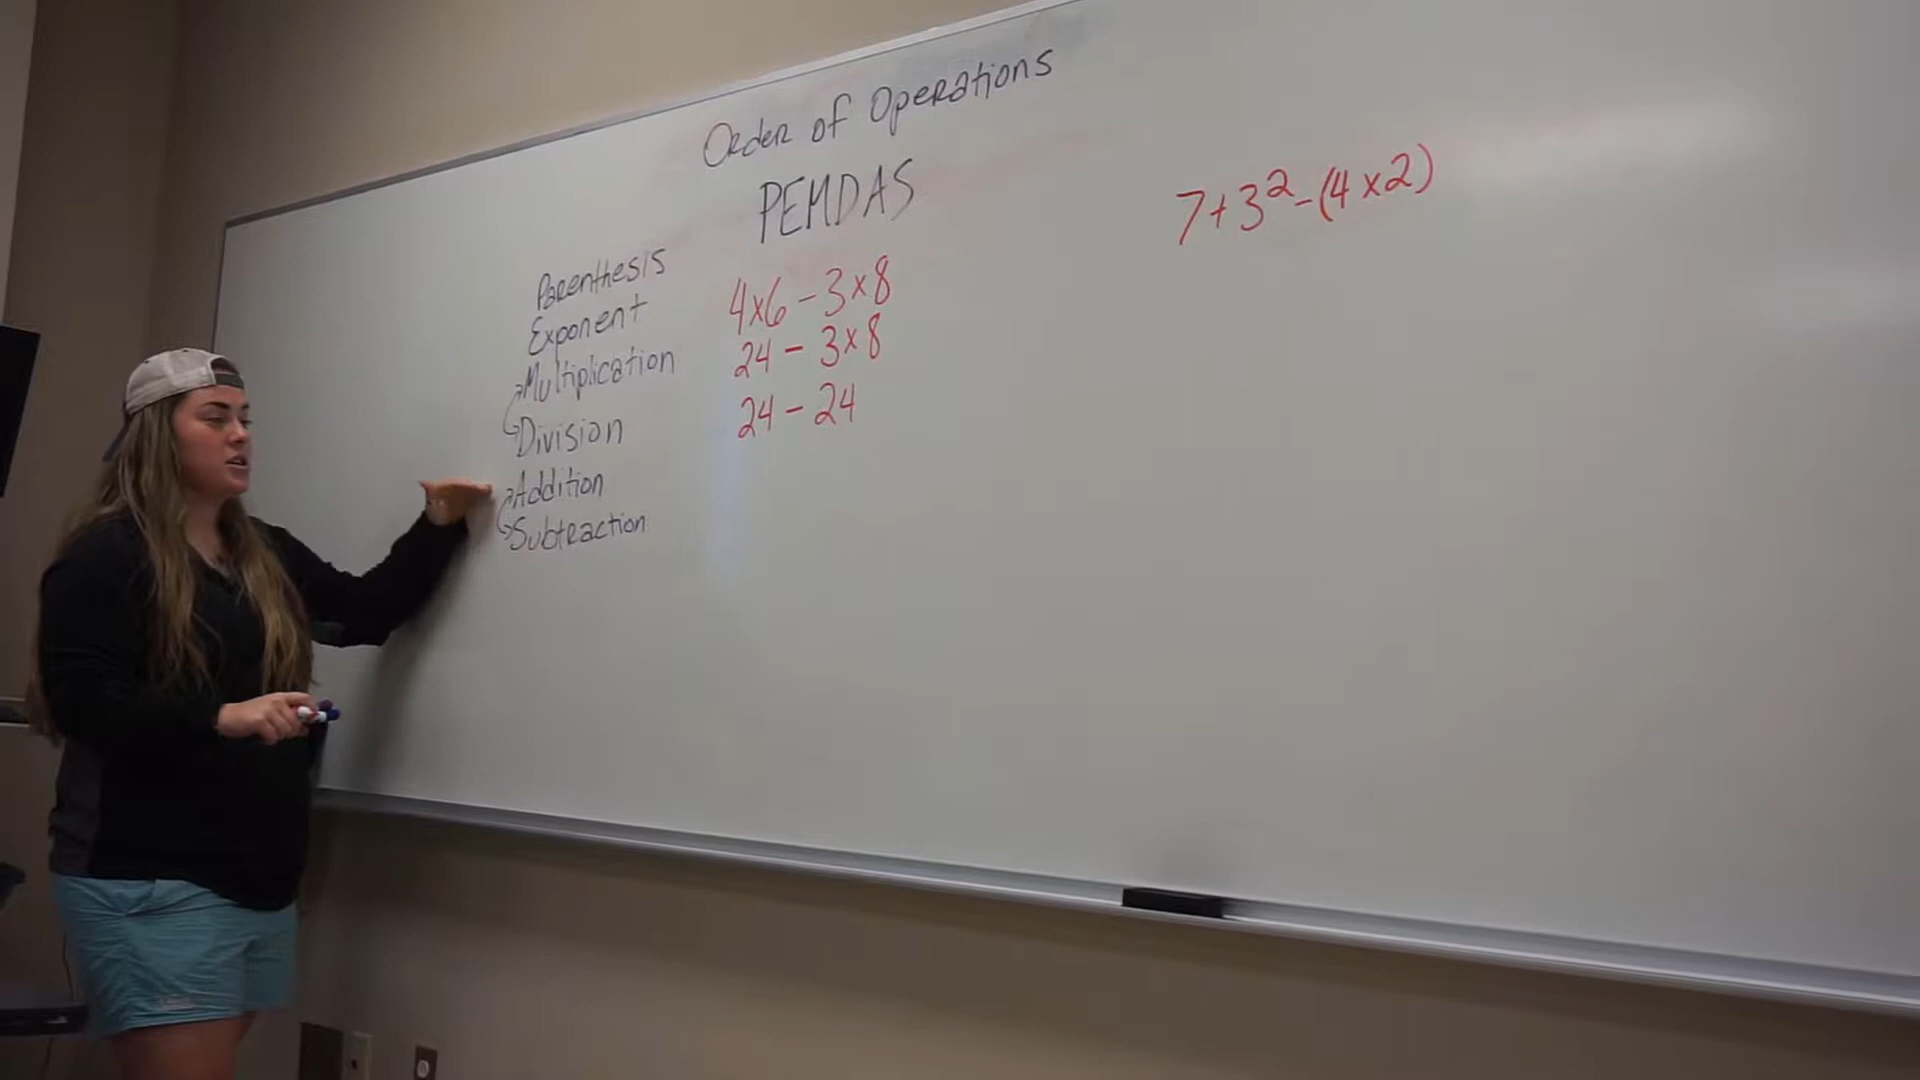 Order of Operations
PEMDAS
Parenthesis
Exponent
Multiplication
Division
Addition
Subtraction
4x6 - 3x8
24 - 3x8
24 - 24
7+3²-(4x2)